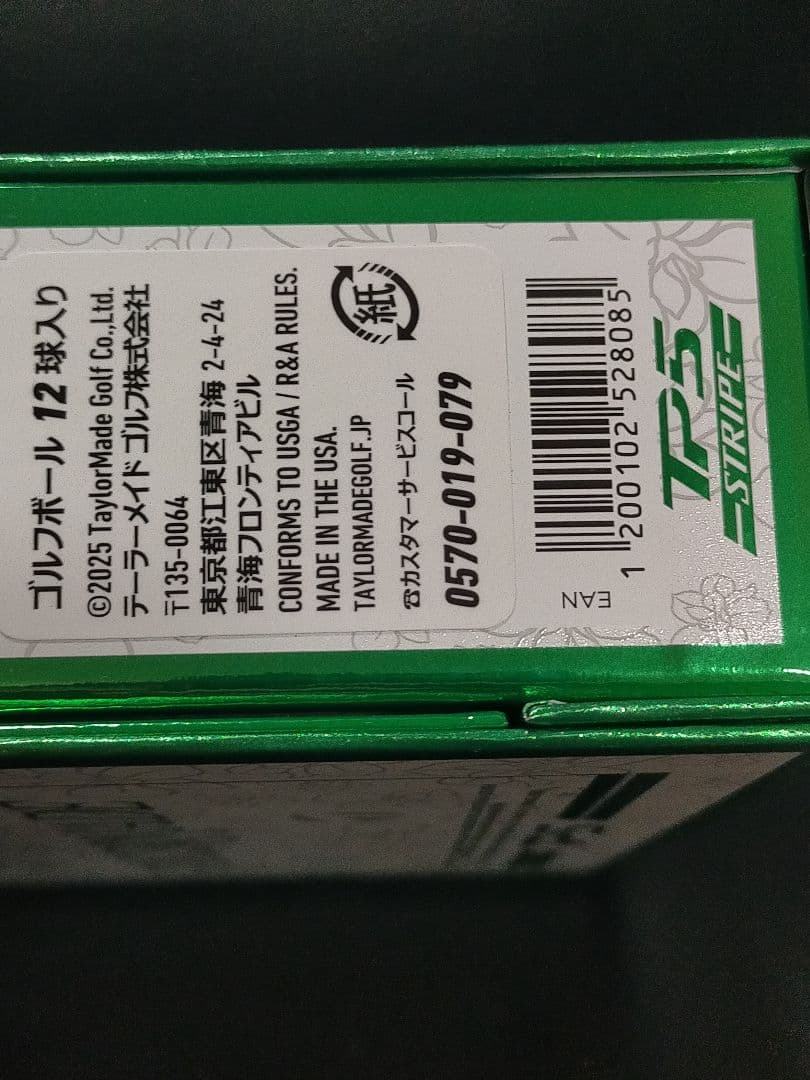 ゴルフボール 12 球入り
©2025 TaylorMade Golf Co.,Ltd.
テーラーメイド ゴルフ株式会社
〒135-0064
東京都江東区青海 2-4-24
青海フロンティアビル
CONFORMS TO USGA / R&A RULES.
MADE IN THE USA.
TAYLORMADEGOLF.JP
紙
☎カスタマーサービスコール
0570-019-079
EAN
1 200102 528085
TP5
STRIPE